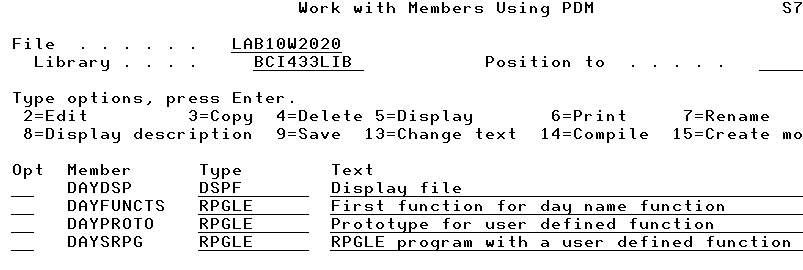 Work with Members Using PDM S7
File . . . . . . LAB10W2020
Library . . . . BCI433LIB Position to . . . . .
Type options, press Enter.
2=Edit 3=Copy 4=Delete 5=Display 6=Print 7=Rename
8=Display description 9=Save 13=Change text 14=Compile 15=Create mo
Opt Member Type Text
DAYDSP DSPF Display file
DAYFUNCTS RPGLE First function for day name function
DAYPROTO RPGLE Prototype for user defined function
DAYSRPG RPGLE RPGLE program with a user defined function